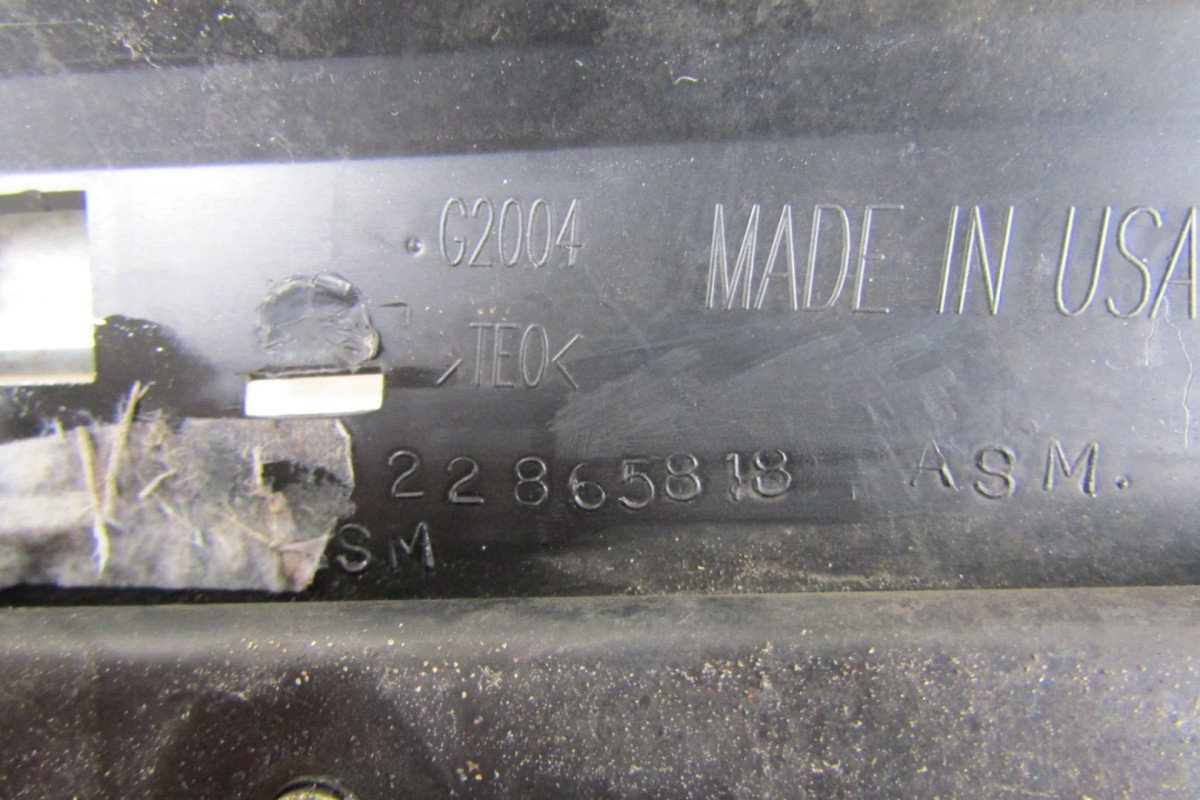 G2004
MADE IN USA
>TEO<
22865818 ASM.
SM